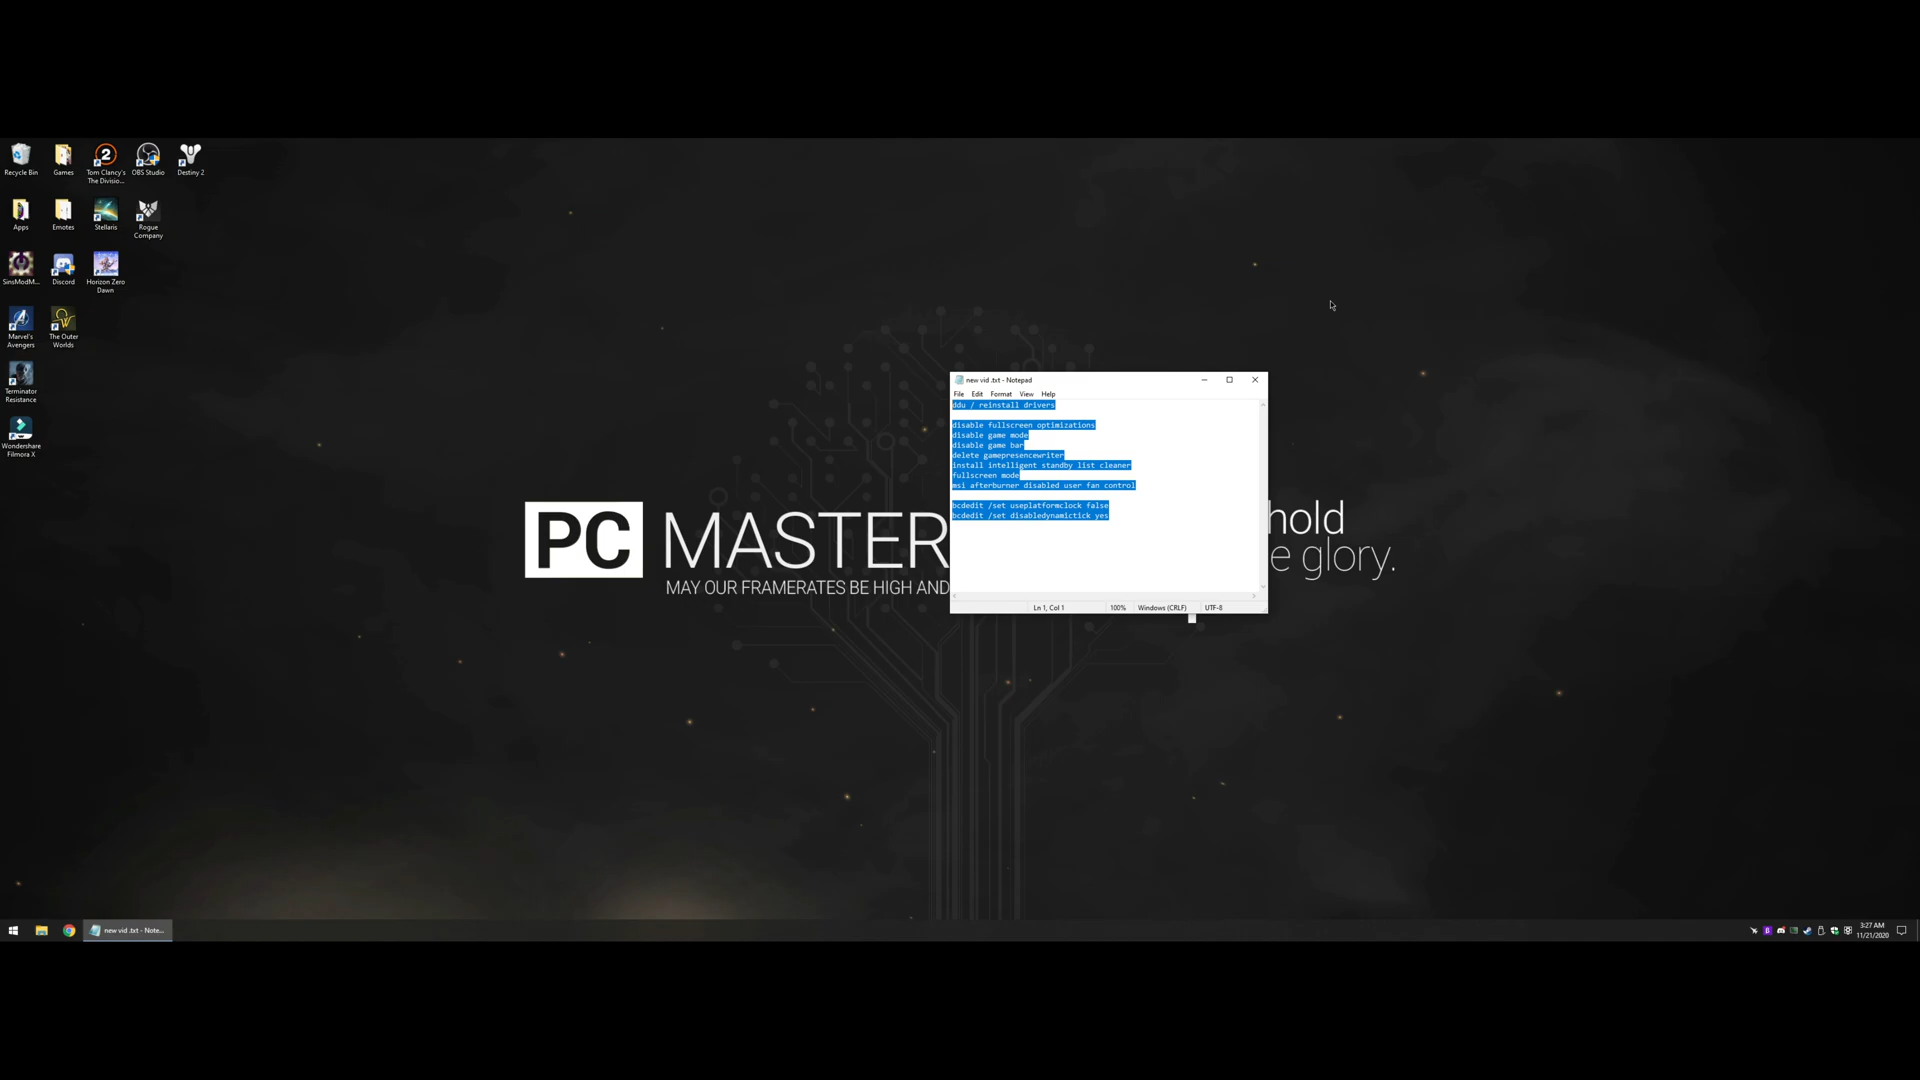 Recycle Bin
Games
Tom Clancy's
The Divisio...
OBS Studio
Destiny 2
Apps
Emotes
Stellaris
Rogue
Company
SinsModM...
Discord
Horizon Zero
Dawn
Marvel's
Avengers
The Outer
Worlds
Terminator
Resistance
Wondershare
Filmora X
new vid .txt - Notepad
File Edit Format View Help
ddu / reinstall drivers
disable fullscreen optimizations
disable game mode
disable game bar
delete gamepresencewriter
install intelligent standby list cleaner
fullscreen mode
msi afterburner disabled user fan control
bcdedit /set useplatformclock false
bcdedit /set disabledynamictick yes
Ln 1, Col 1 100% Windows (CRLF) UTF-8
PC MASTER
MAY OUR FRAMERATES BE HIGH AND
hold
e glory.
new vid .txt - Note...
3:27 AM
11/21/2020